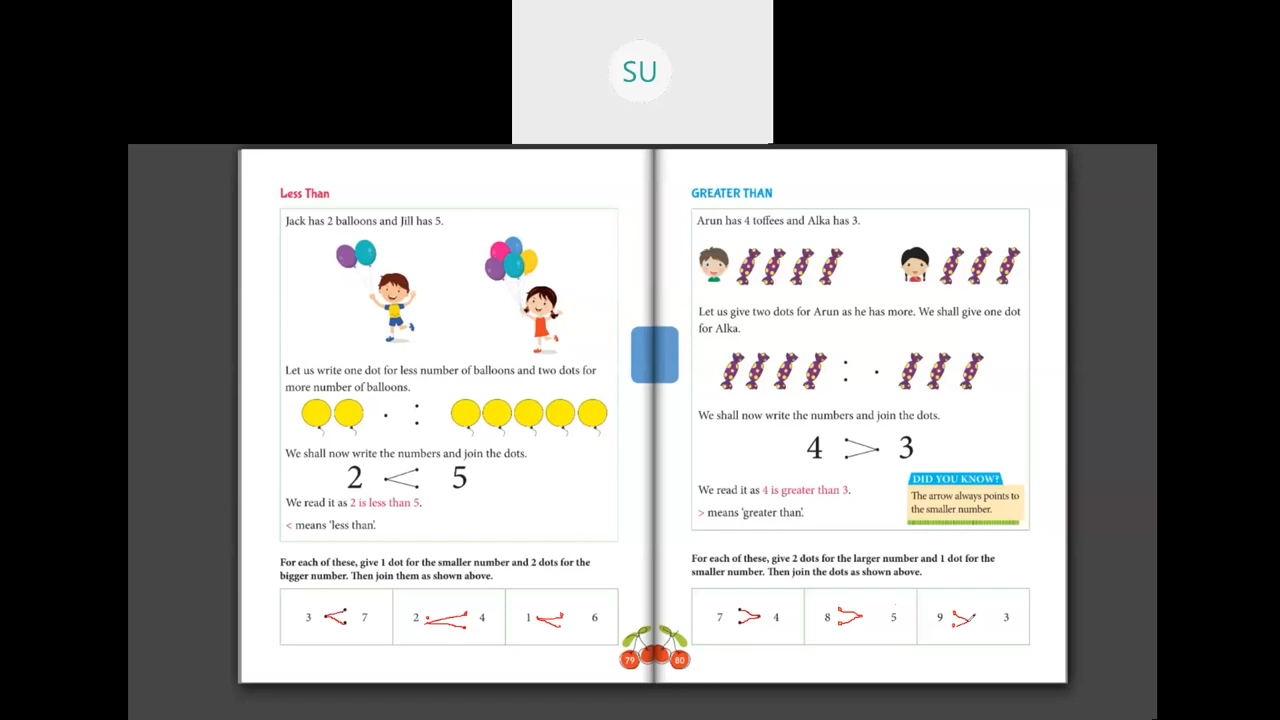 SU
Less Than
Jack has 2 balloons and Jill has 5.
Let us write one dot for less number of balloons and two dots for
more number of balloons.
We shall now write the numbers and join the dots.
2 < 5
We read it as 2 is less than 5.
< means ‘less than’.
For each of these, give 1 dot for the smaller number and 2 dots for the
bigger number. Then join them as shown above.
3 < 7 2 < 4 1 < 6
79
GREATER THAN
Arun has 4 toffees and Alka has 3.
Let us give two dots for Arun as he has more. We shall give one dot
for Alka.
We shall now write the numbers and join the dots.
4 > 3
We read it as 4 is greater than 3.
> means ‘greater than’.
DID YOU KNOW?
The arrow always points to
the smaller number.
For each of these, give 2 dots for the larger number and 1 dot for the
smaller number. Then join the dots as shown above.
7 > 4 8 > 5 9 > 3
80